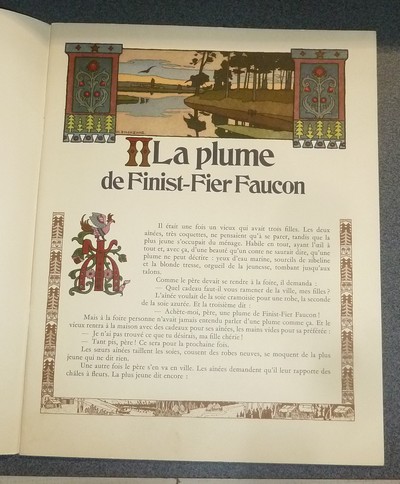 La plume
de Finist-Fier Faucon
Il était une fois un vieux qui avait trois filles. Les deux
aînées, très coquettes, ne pensaient qu'à se parer, tandis que la
plus jeune s'occupait du ménage. Habile en tout, ayant l'œil à
tout et, avec ça, d'une beauté qu'un conte ne saurait dire, qu'une
plume ne peut décrire : yeux d'eau marine, sourcils de zibeline
et la blonde tresse, orgueil de la jeunesse, tombant jusqu'aux
talons.
Comme le père devait se rendre à la foire, il demanda :
— Quel cadeau faut-il vous ramener de la ville, mes filles ?
L'aînée voulait de la soie cramoisie pour une robe, la seconde
de la soie azurée. Et la troisième dit :
— Achète-moi, père, une plume de Finist-Fier Faucon !
Mais à la foire personne n'avait jamais entendu parler d'une plume comme ça. Et le
vieux rentra à la maison avec des cadeaux pour ses aînées, les mains vides pour sa préférée :
— Je n'ai pas trouvé ce que tu désirais, ma fille chérie !
— Tant pis, père ! Ce sera pour la prochaine fois.
Les sœurs aînées taillent les soies, cousent des robes neuves, se moquent de la plus
jeune qui ne dit rien.
Une autre fois le père s'en va en ville. Les aînées demandent qu'il leur rapporte des
châles à fleurs. La plus jeune dit encore :